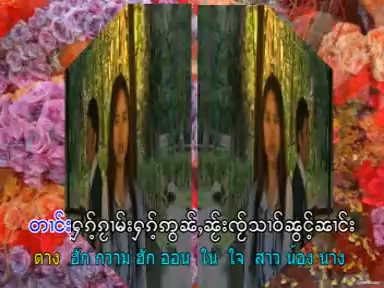 တၢင်းႁၵ်ႉၵႂၢမ်းႁၵ်ႉဢွၼ်ႇ,ၼႂ်းၸႂ်သၢဝ်ၼွင်ႉၼၢင်း
ตาง ฮัก กวาม ฮัก ออน ใน ใจ สาว น้อง นาง